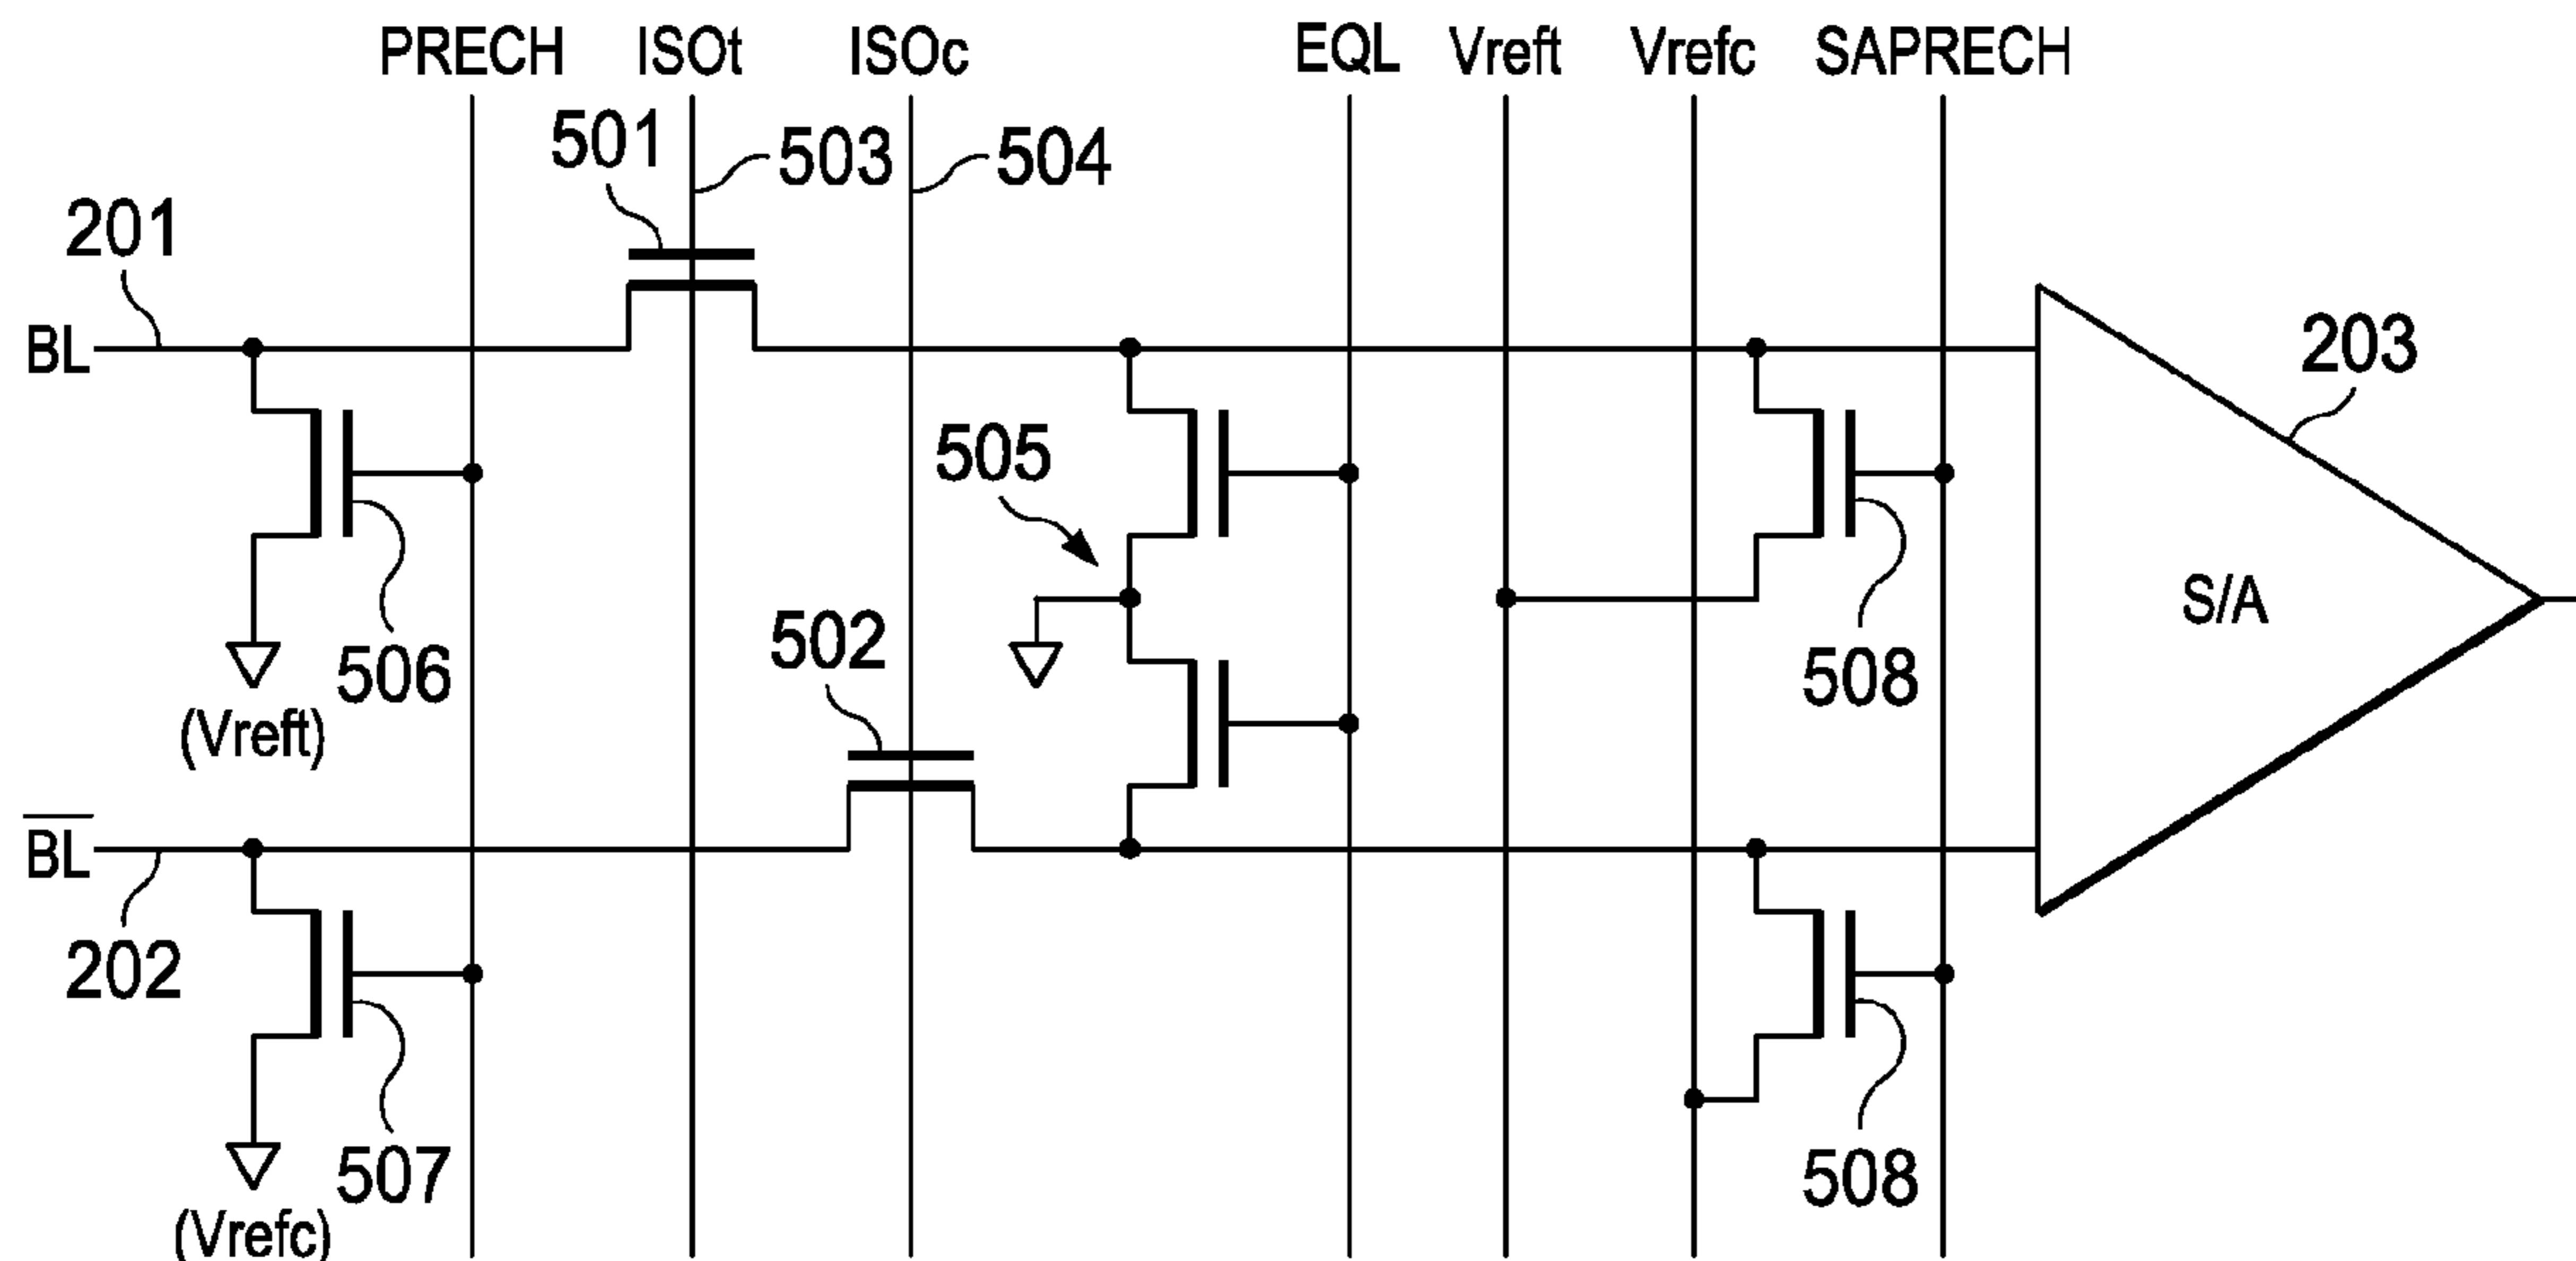 PRECH ISOt ISOc EQL Vreft Vrefc SAPRECH
501 503 504
201
BL
203
505
S/A
502
506 508
(Vreft)
B̅L̅
202
507 508
(Vrefc)